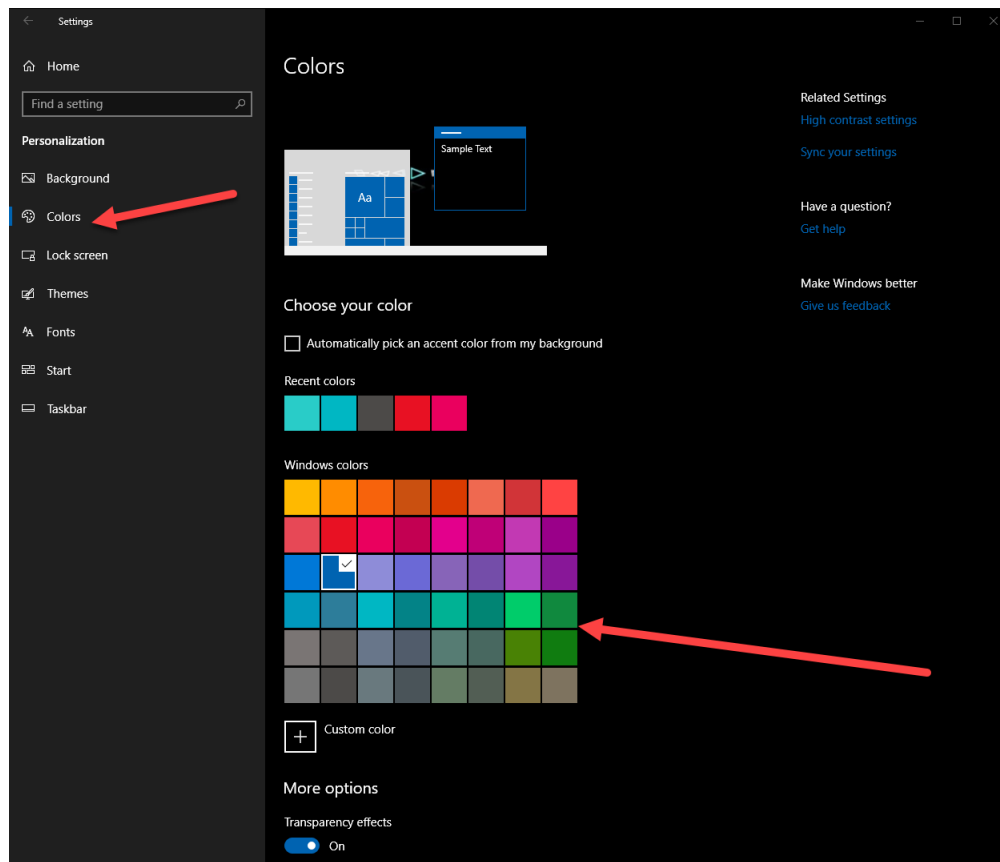 Settings
Home
Find a setting
Personalization
Background
Colors
Lock screen
Themes
Fonts
Start
Taskbar
Colors
Sample Text
Aa
Choose your color
Automatically pick an accent color from my background
Recent colors
Windows colors
Custom color
More options
Transparency effects
On
Related Settings
High contrast settings
Sync your settings
Have a question?
Get help
Make Windows better
Give us feedback